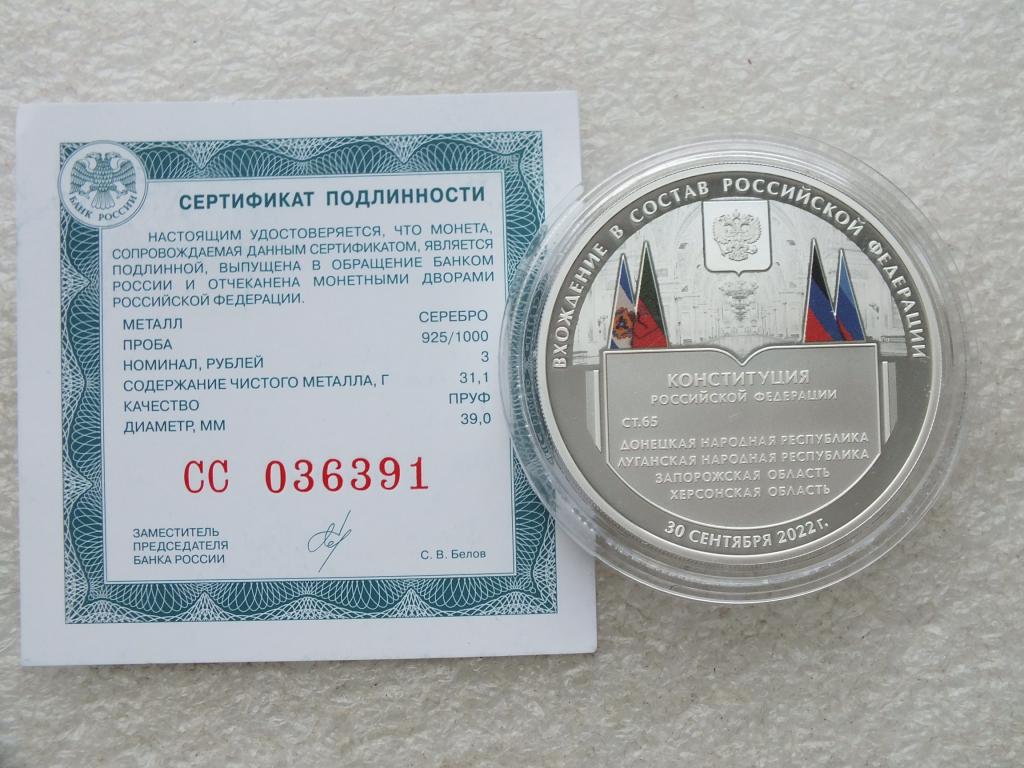 БАНК РОССИИ
СЕРТИФИКАТ ПОДЛИННОСТИ
НАСТОЯЩИМ УДОСТОВЕРЯЕТСЯ, ЧТО МОНЕТА,
СОПРОВОЖДАЕМАЯ ДАННЫМ СЕРТИФИКАТОМ, ЯВЛЯЕТСЯ
ПОДЛИННОЙ, ВЫПУЩЕНА В ОБРАЩЕНИЕ БАНКОМ
РОССИИ И ОТЧЕКАНЕНА МОНЕТНЫМИ ДВОРАМИ
РОССИЙСКОЙ ФЕДЕРАЦИИ.
МЕТАЛЛ СЕРЕБРО
ПРОБА 925/1000
НОМИНАЛ, РУБЛЕЙ 3
СОДЕРЖАНИЕ ЧИСТОГО МЕТАЛЛА, Г 31,1
КАЧЕСТВО ПРУФ
ДИАМЕТР, ММ 39,0
СС 036391
ЗАМЕСТИТЕЛЬ
ПРЕДСЕДАТЕЛЯ
БАНКА РОССИИ
С. В. Белов
ВХОЖДЕНИЕ В СОСТАВ РОССИЙСКОЙ ФЕДЕРАЦИИ
КОНСТИТУЦИЯ
РОССИЙСКОЙ ФЕДЕРАЦИИ
СТ.65
ДОНЕЦКАЯ НАРОДНАЯ РЕСПУБЛИКА
ЛУГАНСКАЯ НАРОДНАЯ РЕСПУБЛИКА
ЗАПОРОЖСКАЯ ОБЛАСТЬ
ХЕРСОНСКАЯ ОБЛАСТЬ
30 СЕНТЯБРЯ 2022 г.